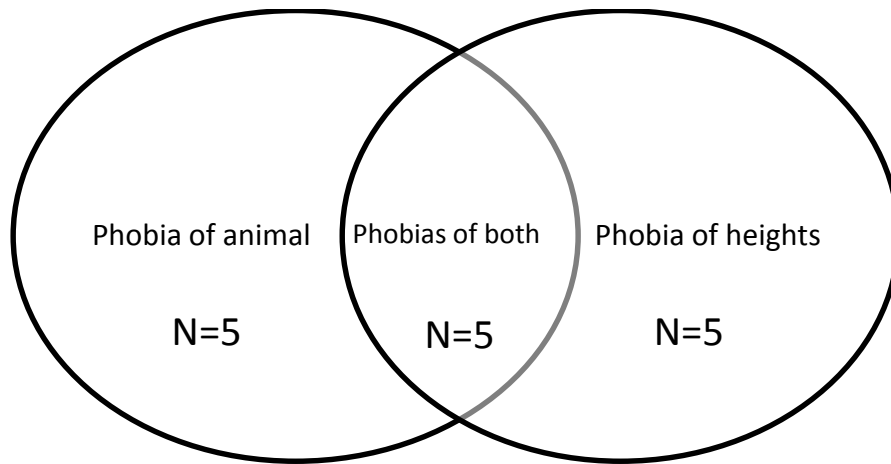 Phobia of animal
Phobias of both
Phobia of heights
N=5
N=5
N=5